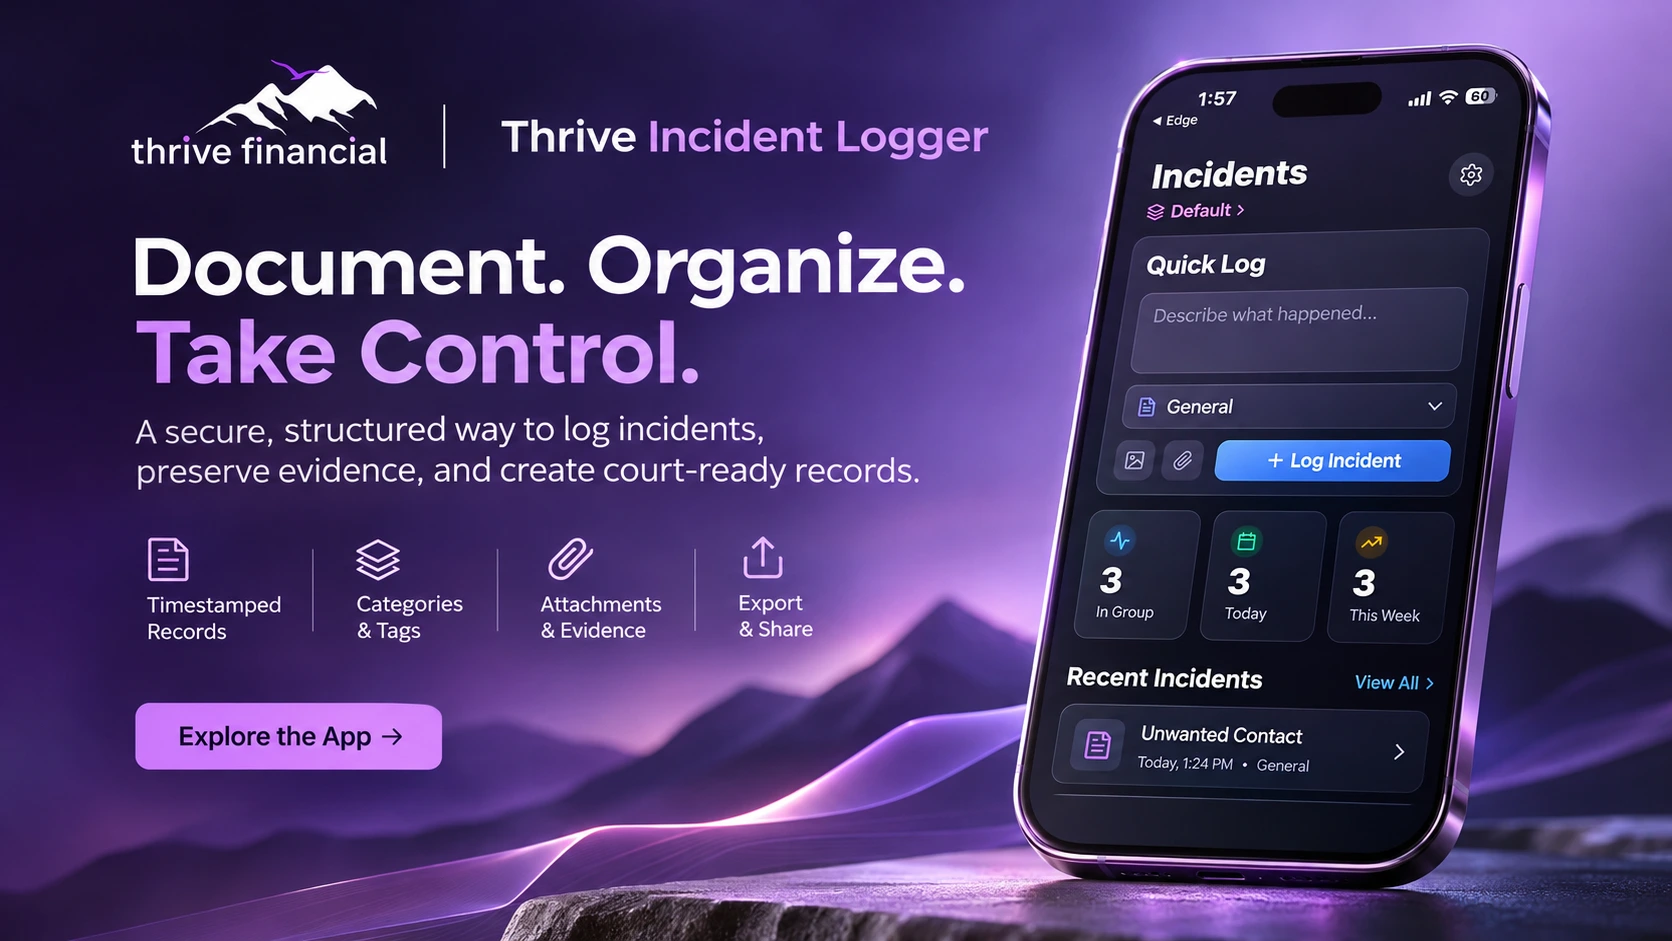 thrive financial
Thrive Incident Logger
Document. Organize.
Take Control.
A secure, structured way to log incidents,
preserve evidence, and create court-ready records.
Timestamped
Records
Categories
& Tags
Attachments
& Evidence
Export
& Share
Explore the App →
1:57
60
◀ Edge
Incidents
Default >
Quick Log
Describe what happened...
General
+ Log Incident
3
In Group
3
Today
3
This Week
Recent Incidents
View All >
Unwanted Contact
Today, 1:24 PM • General